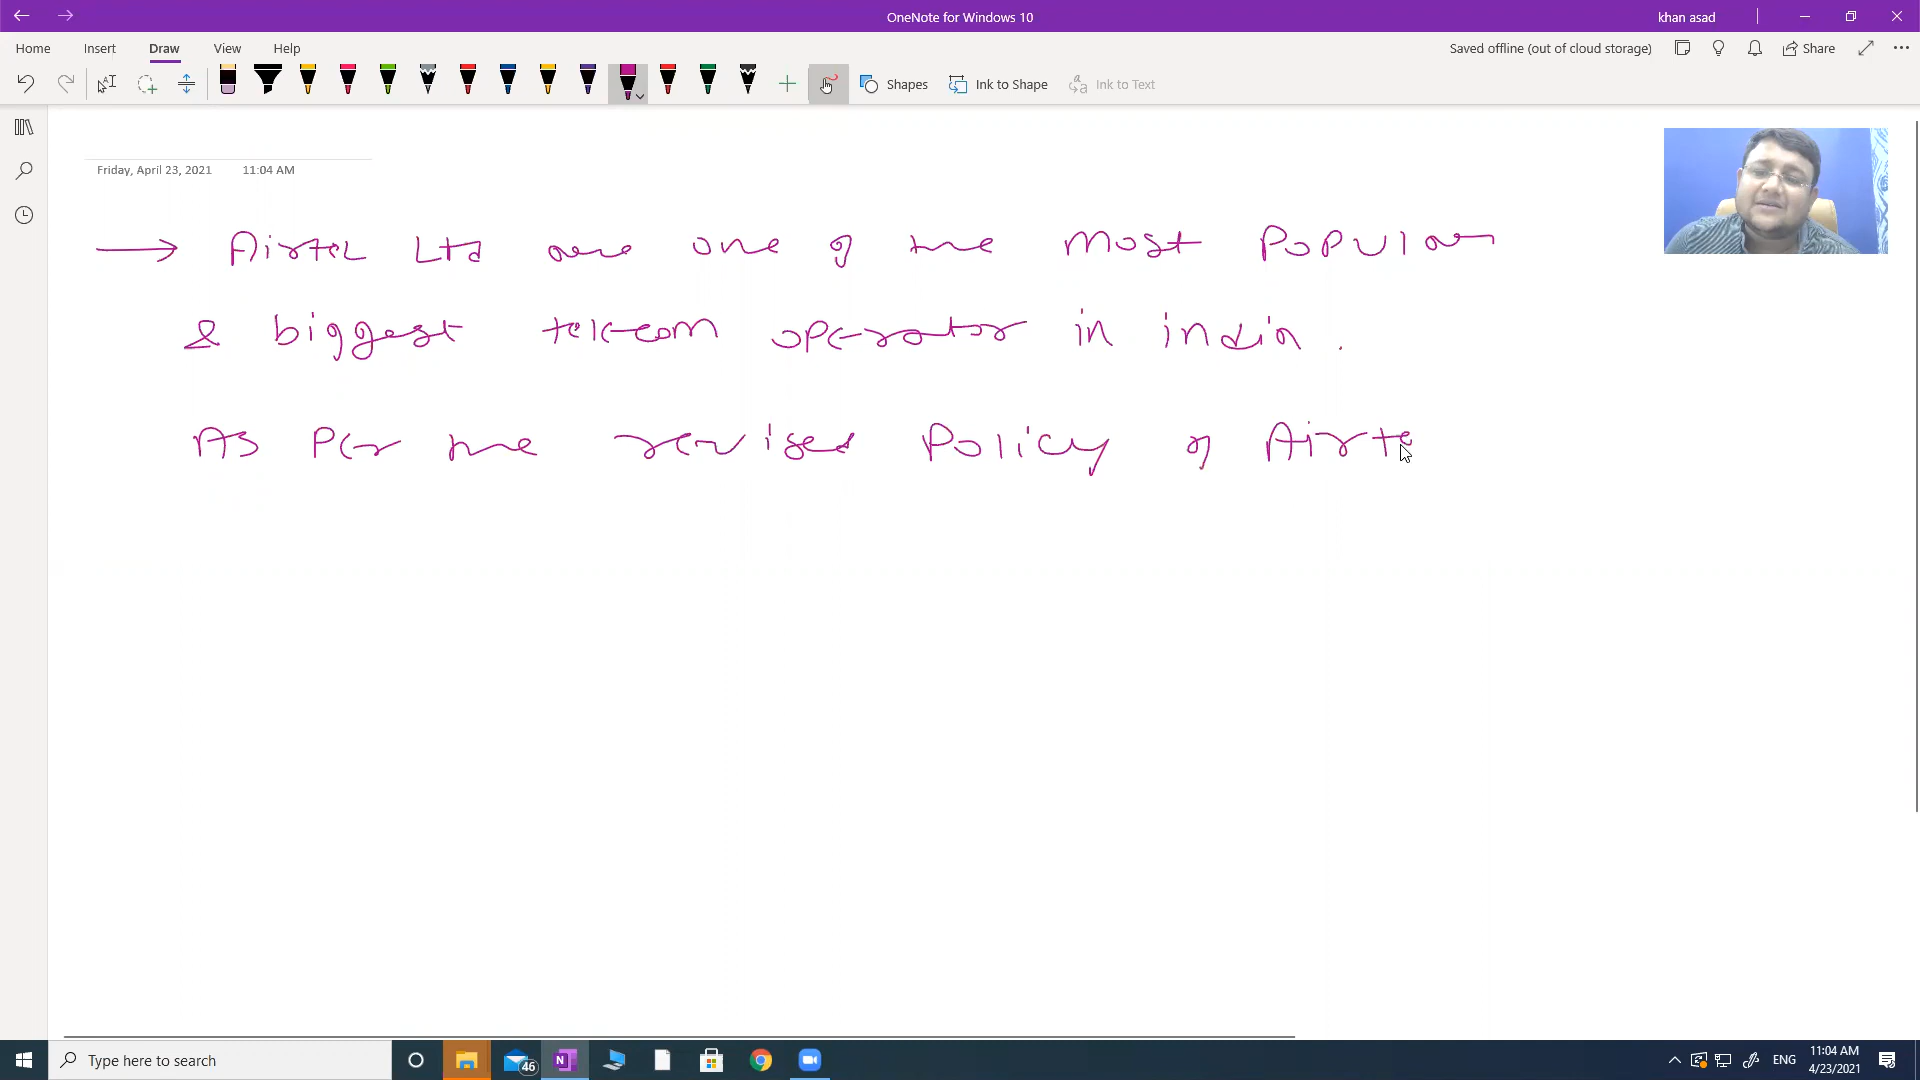 OneNote for Windows 10
khan asad
Home Insert Draw View Help
Saved offline (out of cloud storage) Share
Shapes Ink to Shape Ink to Text
Friday, April 23, 2021 11:04 AM
→ Airtel Ltd are one of the most Popular
& biggest telecom operator in india.
As Per the revised Policy of Airte
Type here to search
46
ENG
11:04 AM
4/23/2021